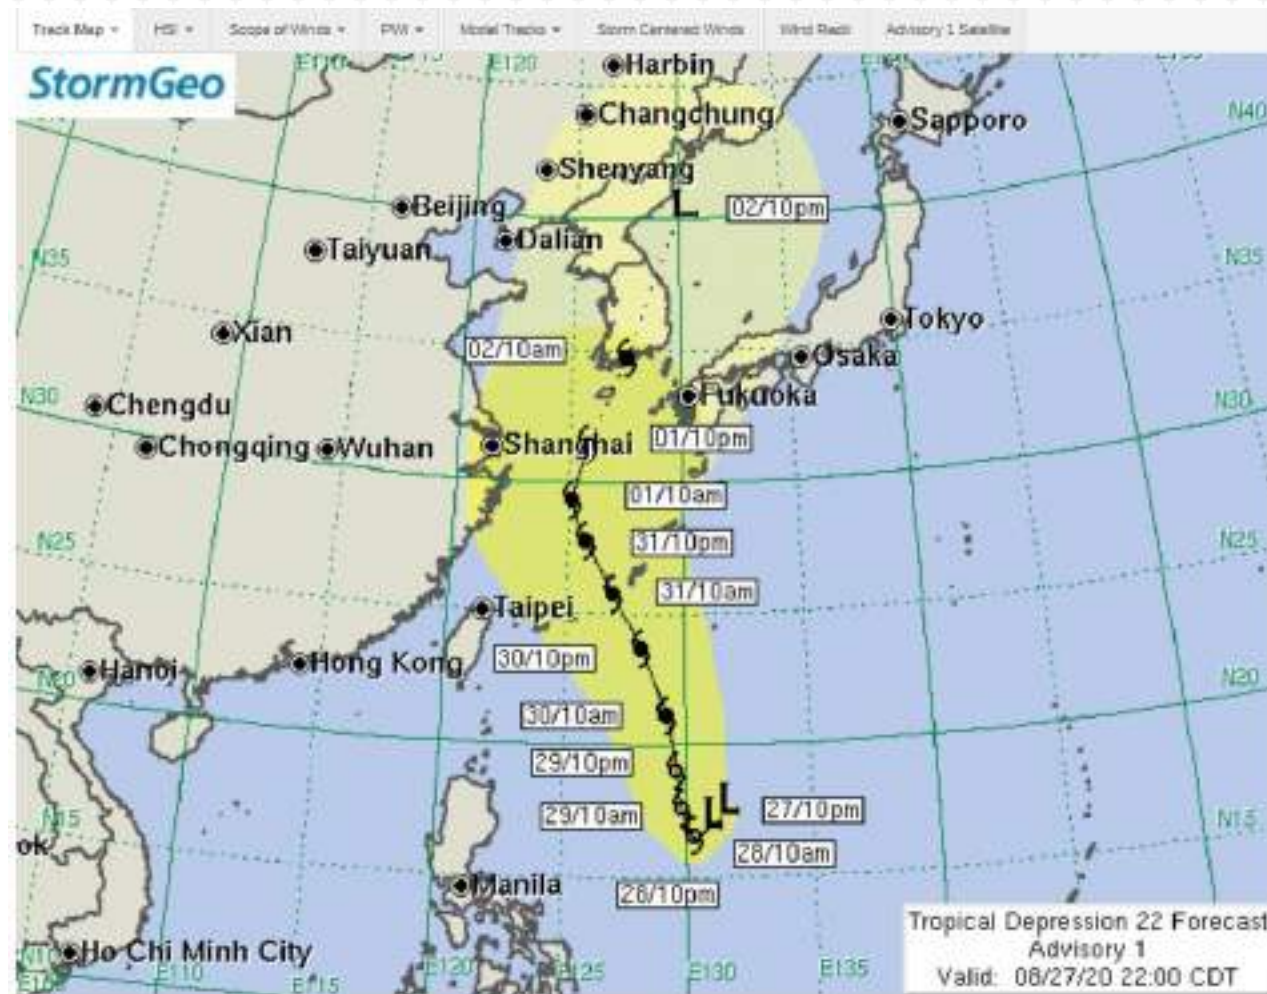 Track Map HSI Scope of Winds PWI Model Tracks Storm Centered Winds Wind Radii Advisory 1 Satellite
StormGeo
E120
Harbin
Changchung
Sapporo
N40
Shenyang
Beijing
02/10pm
Dalian
Taiyuan
N35
N35
Tokyo
Xian
02/10am
Osaka
Fukuoka
N30
Chengdu
N30
01/10pm
Chongqing
Wuhan
Shanghai
01/10am
N25
31/10pm
N25
31/10am
Taipei
30/10pm
Hanoi
Hong Kong
N20
N20
30/10am
29/10pm
29/10am
27/10pm
N15
N15
28/10am
Manila
28/10pm
Ho Chi Minh City
E110
E115
E120
E125
E130
E135
Tropical Depression 22 Forecast
Advisory 1
Valid: 08/27/20 22:00 CDT